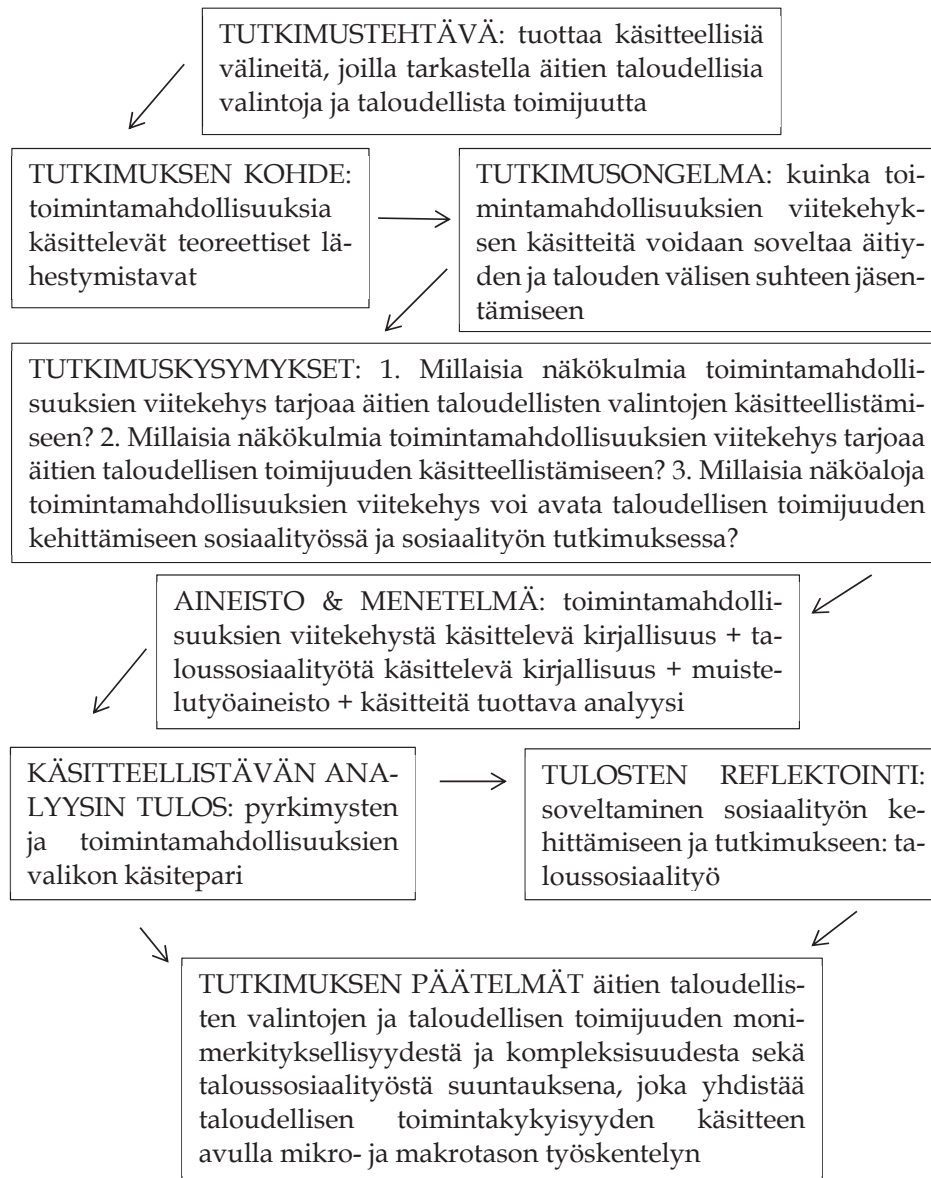 TUTKIMUSTEHTÄVÄ: tuottaa käsitteellisiä
välineitä, joilla tarkastella äitien taloudellisia
valintoja ja taloudellista toimijuutta
TUTKIMUKSEN KOHDE:
toimintamahdollisuuksia
käsittelevät teoreettiset lä-
hestymistavat
TUTKIMUSONGELMA: kuinka toi-
mintamahdollisuuksien viitekehyk-
sen käsitteitä voidaan soveltaa äitiy-
den ja talouden välisen suhteen jäsen-
tämiseen
TUTKIMUSKYSYMYKSET: 1. Millaisia näkökulmia toimintamahdolli-
suuksien viitekehys tarjoaa äitien taloudellisten valintojen käsitteellistämi-
seen? 2. Millaisia näkökulmia toimintamahdollisuuksien viitekehys tarjoaa
äitien taloudellisen toimijuuden käsitteellistämiseen? 3. Millaisia näköaloja
toimintamahdollisuuksien viitekehys voi avata taloudellisen toimijuuden
kehittämiseen sosiaalityössä ja sosiaalityön tutkimuksessa?
AINEISTO & MENETELMÄ: toimintamahdolli-
suuksien viitekehystä käsittelevä kirjallisuus + ta-
loussosiaalityötä käsittelevä kirjallisuus + muiste-
lutyöaineisto + käsitteitä tuottava analyysi
KÄSITTEELLISTÄVÄN ANA-
LYYSIN TULOS: pyrkimysten
ja toimintamahdollisuuksien
valikon käsitepari
TULOSTEN REFLEKTOINTI:
soveltaminen sosiaalityön ke-
hittämiseen ja tutkimukseen: ta-
loussosiaalityö
TUTKIMUKSEN PÄÄTELMÄT äitien taloudellis-
ten valintojen ja taloudellisen toimijuuden moni-
merkityksellisyydestä ja kompleksisuudesta sekä
taloussosiaalityöstä suuntauksena, joka yhdistää
taloudellisen toimintakykyisyyden käsitteen
avulla mikro- ja makrotason työskentelyn